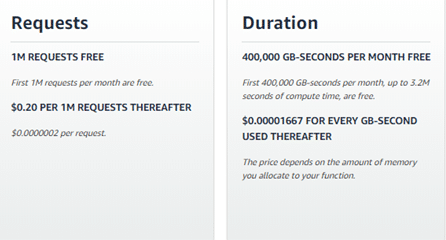 Requests
1M REQUESTS FREE
First 1M requests per month are free.
$0.20 PER 1M REQUESTS THEREAFTER
$0.0000002 per request.
Duration
400,000 GB-SECONDS PER MONTH FREE
First 400,000 GB-seconds per month, up to 3.2M
seconds of compute time, are free.
$0.00001667 FOR EVERY GB-SECOND
USED THEREAFTER
The price depends on the amount of memory
you allocate to your function.